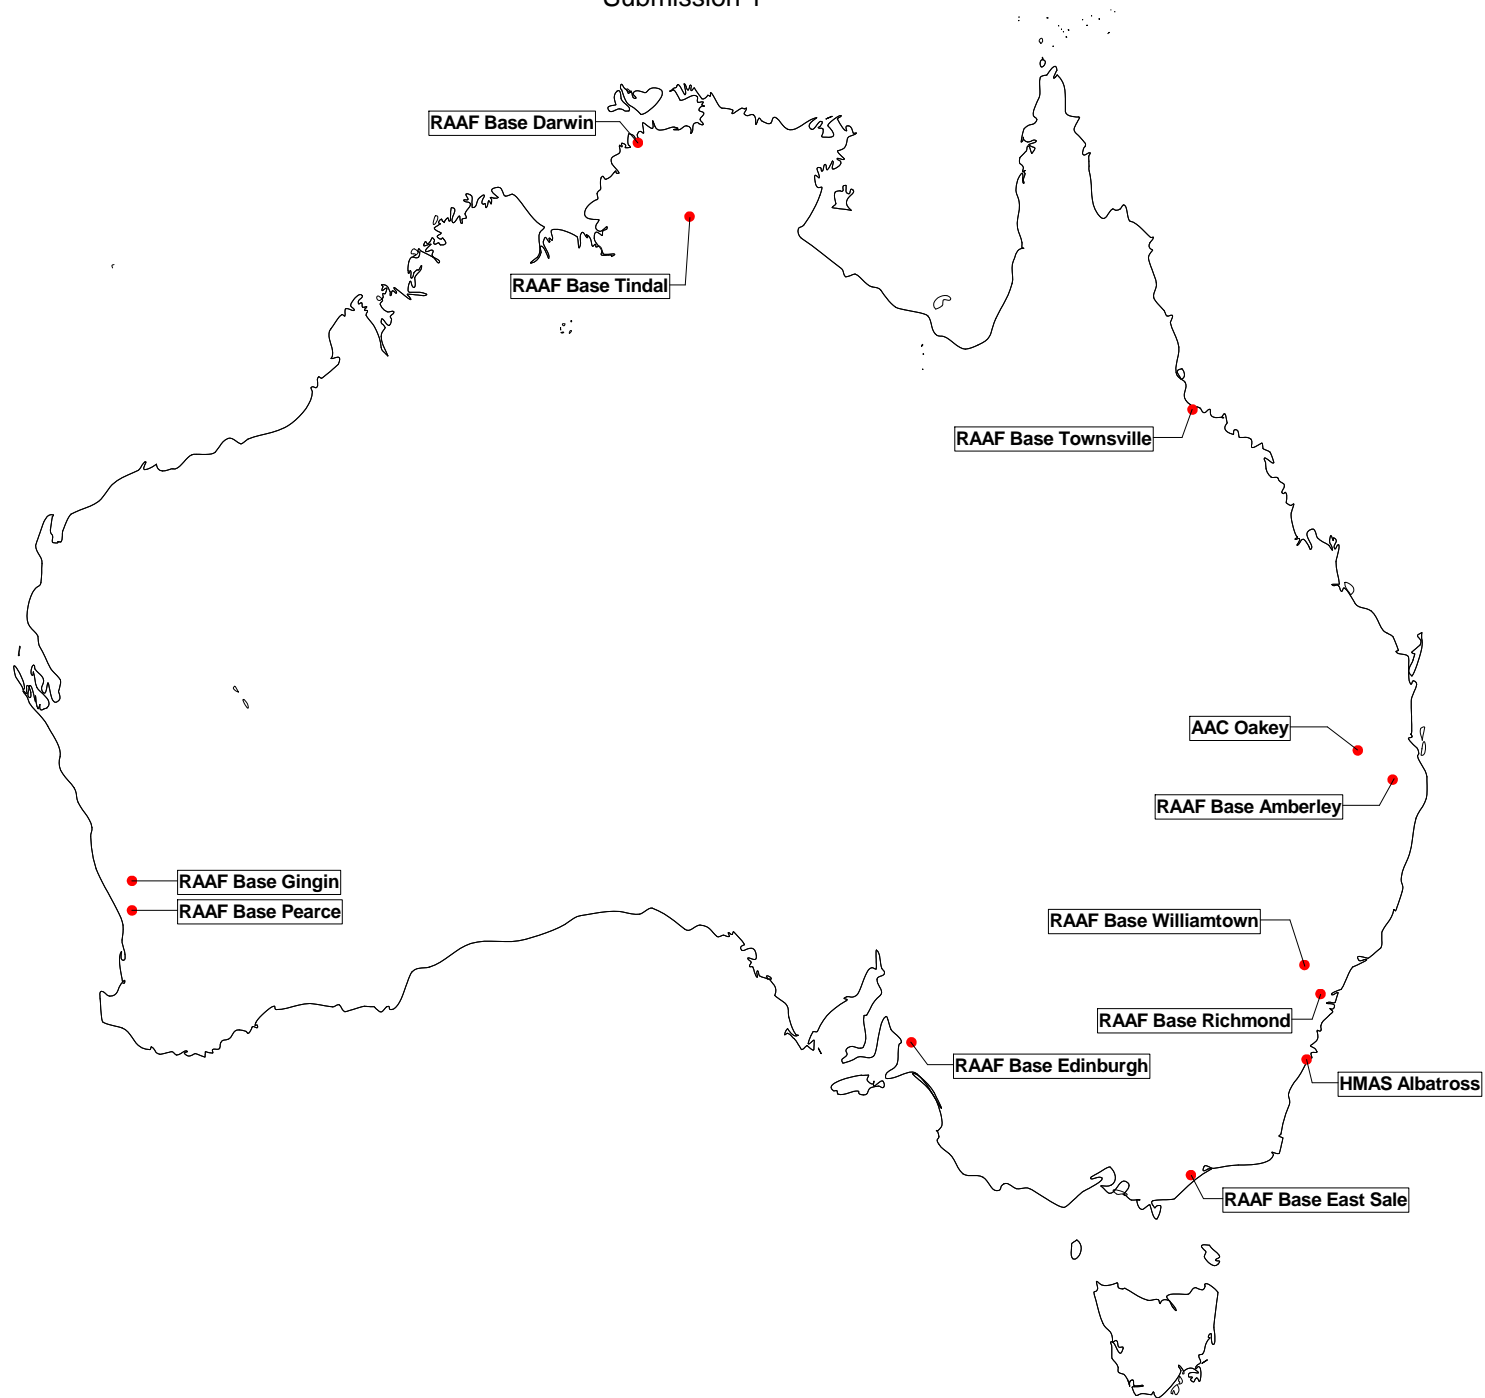 RAAF Base Darwin
RAAF Base Tindal
RAAF Base Townsville
AAC Oakey
RAAF Base Amberley
RAAF Base Gingin
RAAF Base Pearce
RAAF Base Williamtown
RAAF Base Richmond
RAAF Base Edinburgh
HMAS Albatross
RAAF Base East Sale